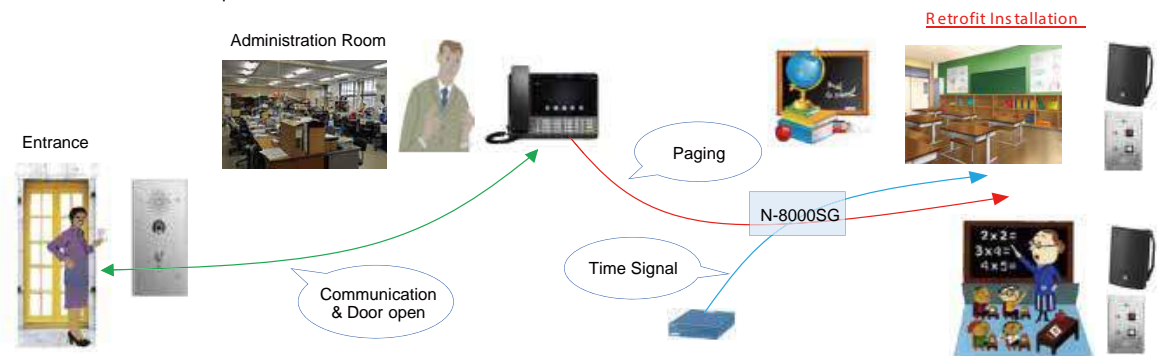 Retrofit Installation
Administration Room
Entrance
Paging
N-8000SG
Time Signal
Communication
& Door open
2x2=
3x4=
4x5=